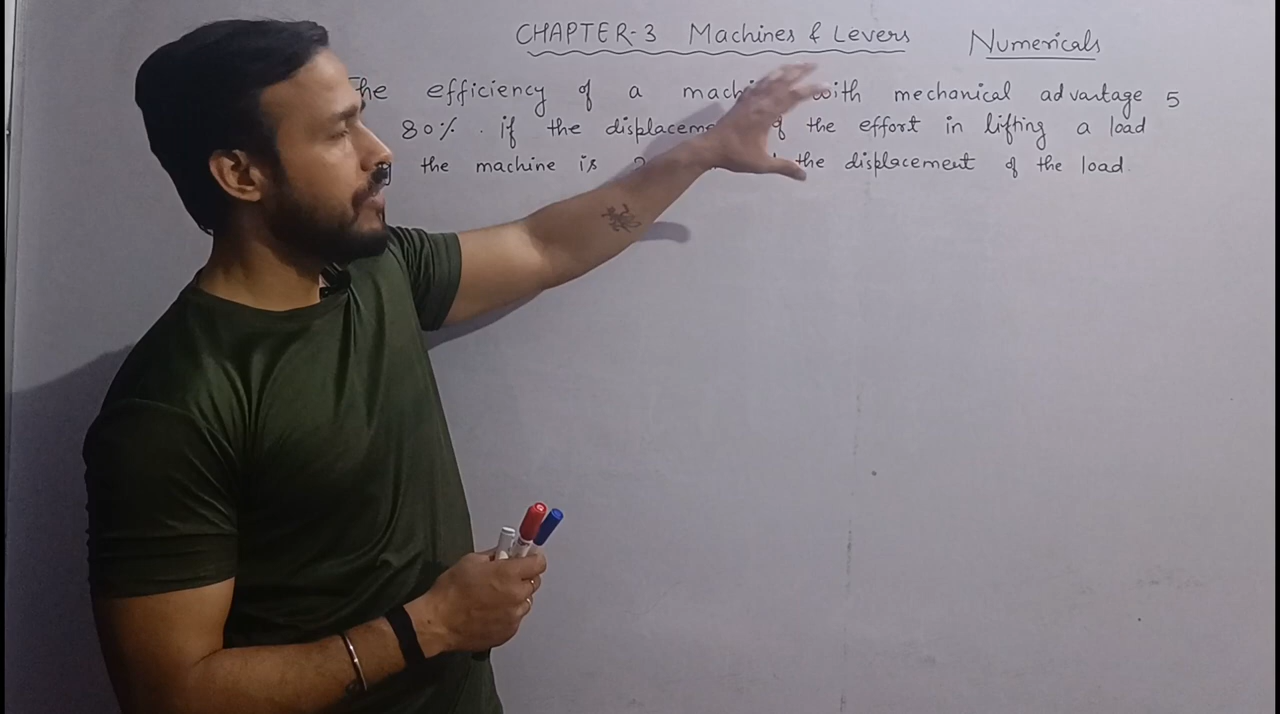 CHAPTER-3 Machines & Levers Numericals
The efficiency of a with mechanical advantage 5
80%. if the the effort in lifting a load
the machine is the displacement of the load.